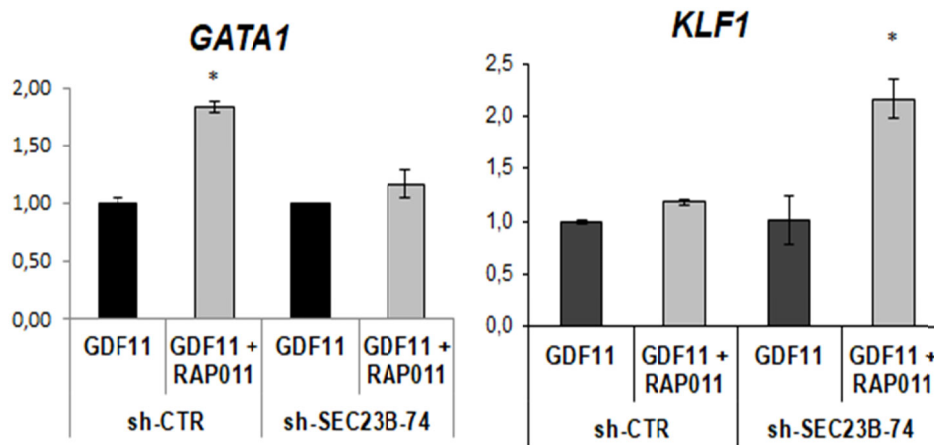 GATA1
*
2,00
1,50
1,00
0,50
0,00
GDF11 GDF11 + RAP011 GDF11 GDF11 + RAP011
sh-CTR sh-SEC23B-74
KLF1
*
2,5
2,0
1,5
1,0
0,5
0,0
GDF11 GDF11 + RAP011 GDF11 GDF11 + RAP011
sh-CTR sh-SEC23B-74